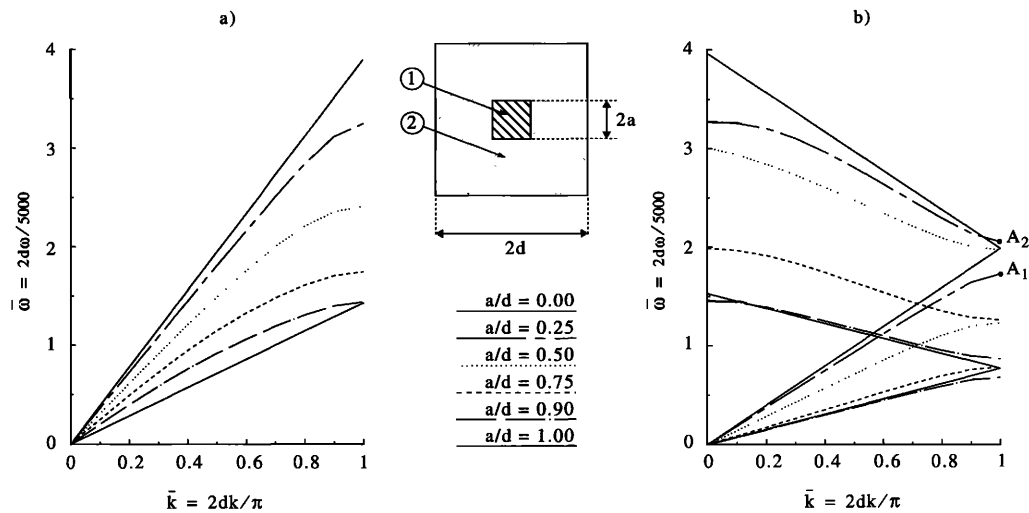 a)
4
3
2
1
0
0
0.2
0.4
0.6
0.8
1
ω̄ = 2dω/5000
k̄ = 2dk/π
1
2
2a
2d
a/d = 0.00
a/d = 0.25
a/d = 0.50
a/d = 0.75
a/d = 0.90
a/d = 1.00
b)
4
3
2
1
0
0
0.2
0.4
0.6
0.8
1
ω̄ = 2dω/5000
k̄ = 2dk/π
A₂
A₁